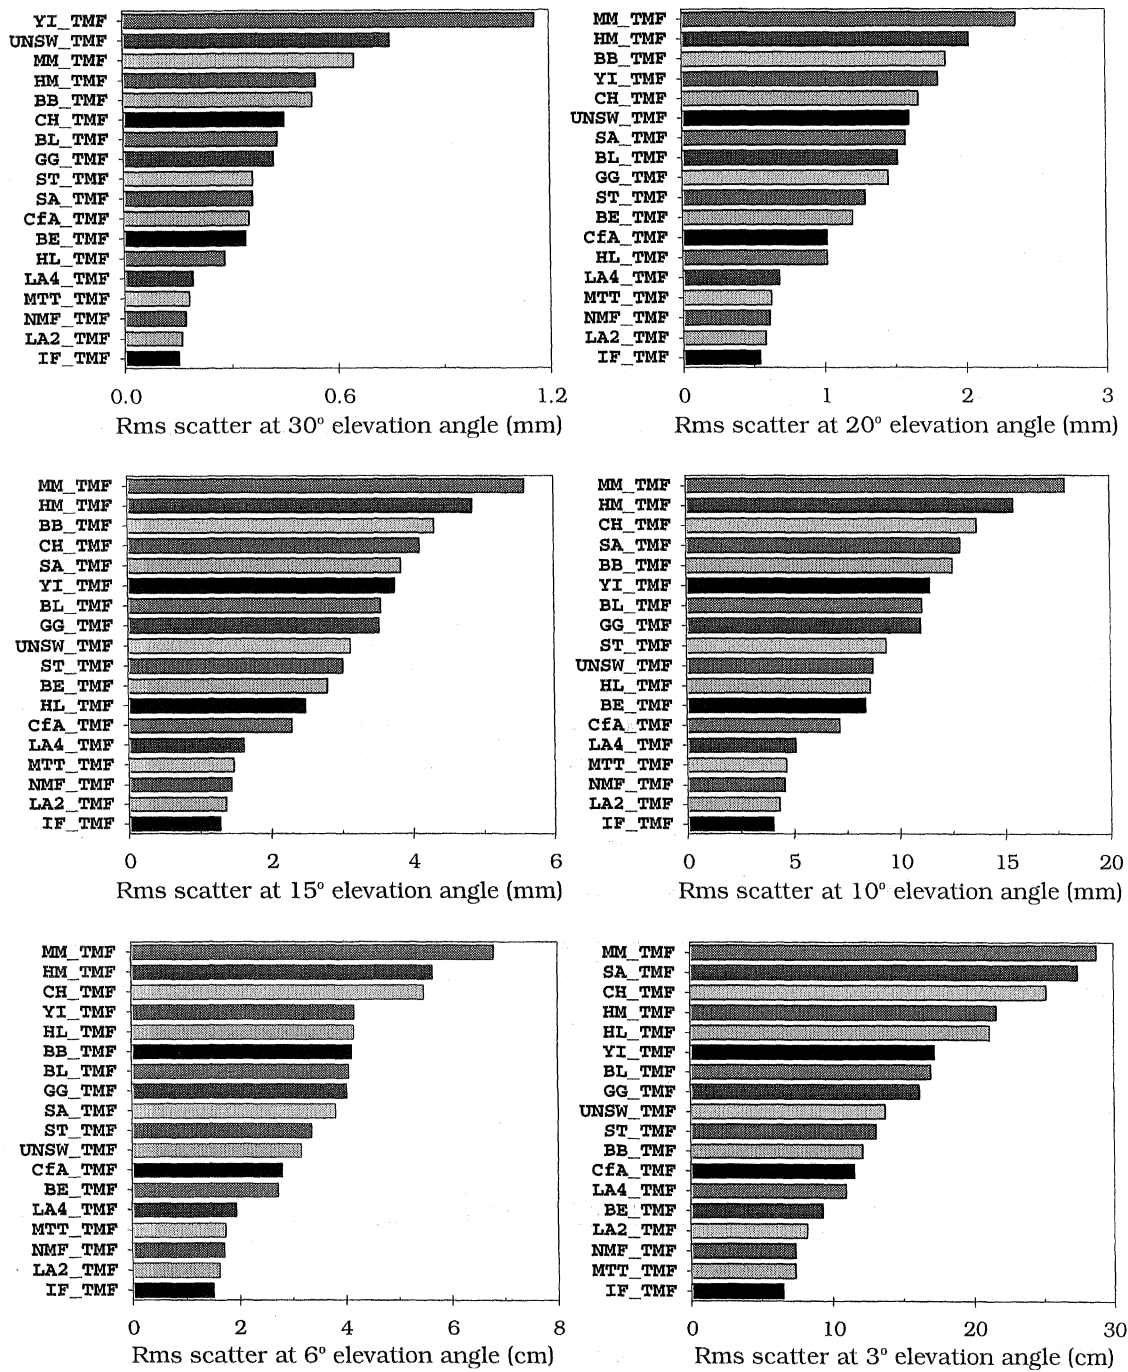 YI_TMF
UNSW_TMF
MM_TMF
HM_TMF
BB_TMF
CH_TMF
BL_TMF
GG_TMF
ST_TMF
SA_TMF
CfA_TMF
BE_TMF
HL_TMF
LA4_TMF
MTT_TMF
NMF_TMF
LA2_TMF
IF_TMF
0.0 0.6 1.2
Rms scatter at 30º elevation angle (mm)
MM_TMF
HM_TMF
BB_TMF
YI_TMF
CH_TMF
UNSW_TMF
SA_TMF
BL_TMF
GG_TMF
ST_TMF
BE_TMF
CfA_TMF
HL_TMF
LA4_TMF
MTT_TMF
NMF_TMF
LA2_TMF
IF_TMF
0 1 2 3
Rms scatter at 20º elevation angle (mm)
MM_TMF
HM_TMF
BB_TMF
CH_TMF
SA_TMF
YI_TMF
BL_TMF
GG_TMF
UNSW_TMF
ST_TMF
BE_TMF
HL_TMF
CfA_TMF
LA4_TMF
MTT_TMF
NMF_TMF
LA2_TMF
IF_TMF
0 2 4 6
Rms scatter at 15º elevation angle (mm)
MM_TMF
HM_TMF
CH_TMF
SA_TMF
BB_TMF
YI_TMF
BL_TMF
GG_TMF
ST_TMF
UNSW_TMF
HL_TMF
BE_TMF
CfA_TMF
LA4_TMF
MTT_TMF
NMF_TMF
LA2_TMF
IF_TMF
0 5 10 15 20
Rms scatter at 10º elevation angle (mm)
MM_TMF
HM_TMF
CH_TMF
YI_TMF
HL_TMF
BB_TMF
BL_TMF
GG_TMF
SA_TMF
ST_TMF
UNSW_TMF
CfA_TMF
BE_TMF
LA4_TMF
MTT_TMF
NMF_TMF
LA2_TMF
IF_TMF
0 2 4 6 8
Rms scatter at 6º elevation angle (cm)
MM_TMF
SA_TMF
CH_TMF
HM_TMF
HL_TMF
YI_TMF
BL_TMF
GG_TMF
UNSW_TMF
ST_TMF
BB_TMF
CfA_TMF
LA4_TMF
BE_TMF
LA2_TMF
NMF_TMF
MTT_TMF
IF_TMF
0 10 20 30
Rms scatter at 3º elevation angle (cm)